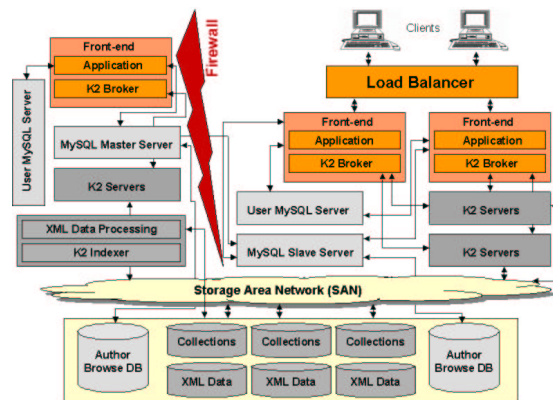 Clients
Load Balancer
Firewall
Front-end
Application
K2 Broker
User MySQL Server
MySQL Master Server
K2 Servers
XML Data Processing
K2 Indexer
Front-end
Application
K2 Broker
Front-end
Application
K2 Broker
User MySQL Server
K2 Servers
MySQL Slave Server
K2 Servers
Storage Area Network (SAN)
Author
Browse DB
Collections
Collections
Collections
XML Data
XML Data
XML Data
Author
Browse DB